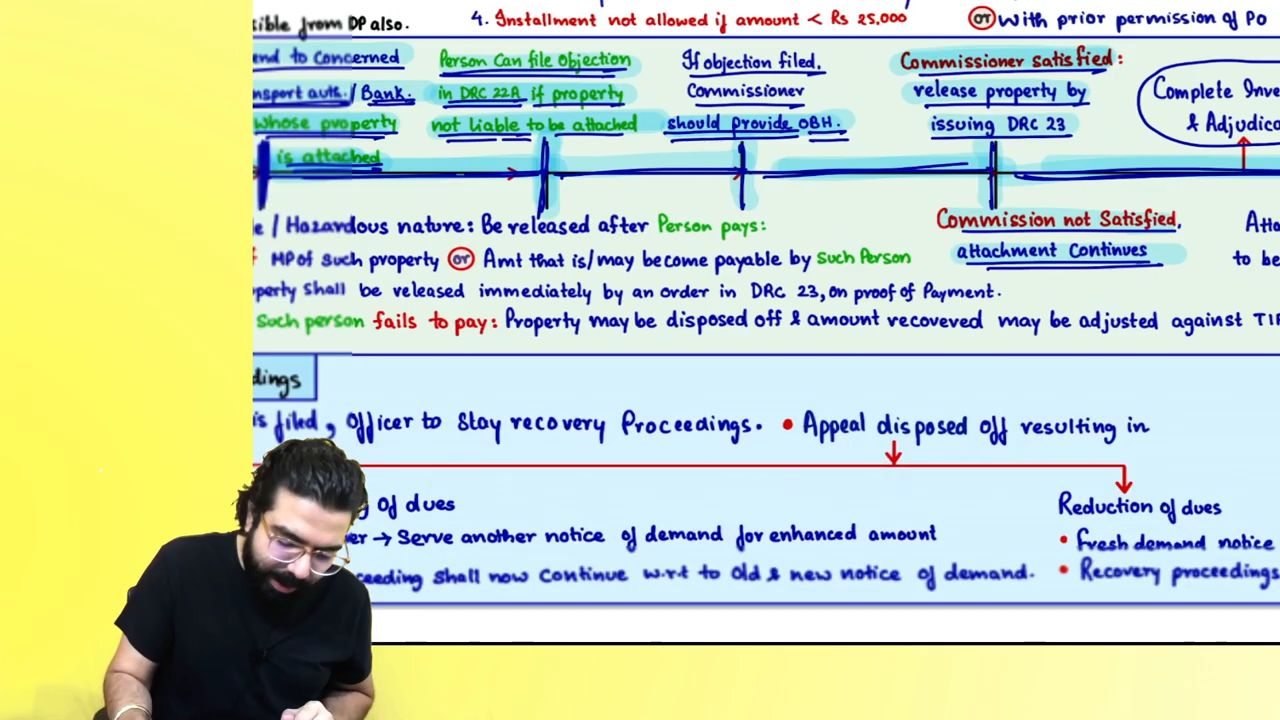 sible from DP also.
4. Installment not allowed if amount < Rs 25,000
or with prior permission of PO
end to concerned
nsport auts. / Bank.
whose property
is attached
Person Can file Objection
in DRC 22A if property
not liable to be attached
If objection filed,
Commissioner
should provide OBH.
Commissioner satisfied:
release property by
issuing DRC 23
Complete Inve
& Adjudica
e / Hazardous nature: Be released after Person pays:
MP of such property or Amt that is/may become payable by Such Person
perty shall be released immediately by an order in DRC 23, on proof of Payment.
Such person fails to pay: Property may be disposed off & amount recoveved may be adjusted against TIP
Commission not Satisfied,
attachment Continues
Atta
to be
dings
is filed, Officer to Stay recovery Proceedings. • Appeal disposed off resulting in
g of dues
er → Serve another notice of demand for enhanced amount
ceeding shall now Continue w.r.t to Old & new notice of demand.
Reduction of dues
• fresh demand notice
• Recovery proceedings